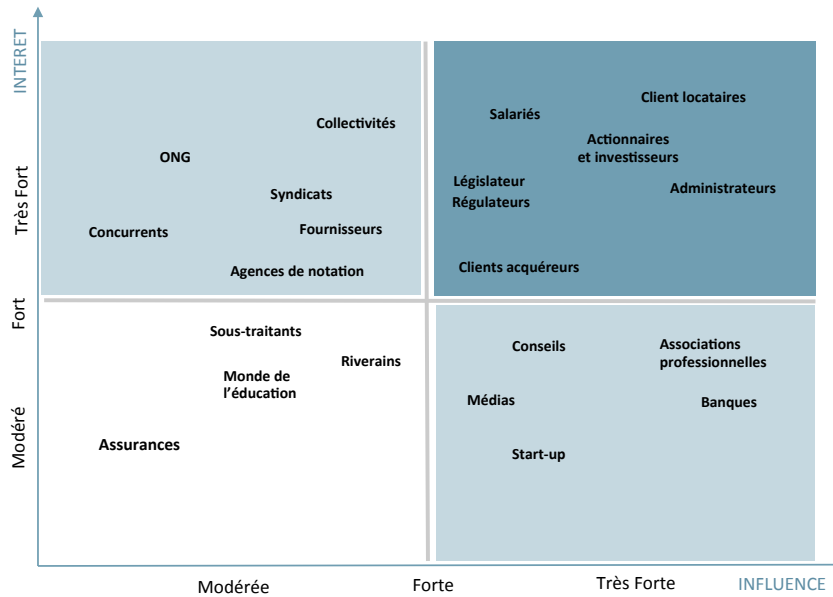 INTERET
Très Fort
Fort
Modéré
Collectivités
ONG
Syndicats
Concurrents
Fournisseurs
Agences de notation
Client locataires
Salariés
Actionnaires
et investisseurs
Législateur
Régulateurs
Administrateurs
Clients acquéreurs
Sous-traitants
Riverains
Monde de
l’éducation
Assurances
Conseils
Associations
professionnelles
Médias
Banques
Start-up
Modérée
Forte
Très Forte
INFLUENCE